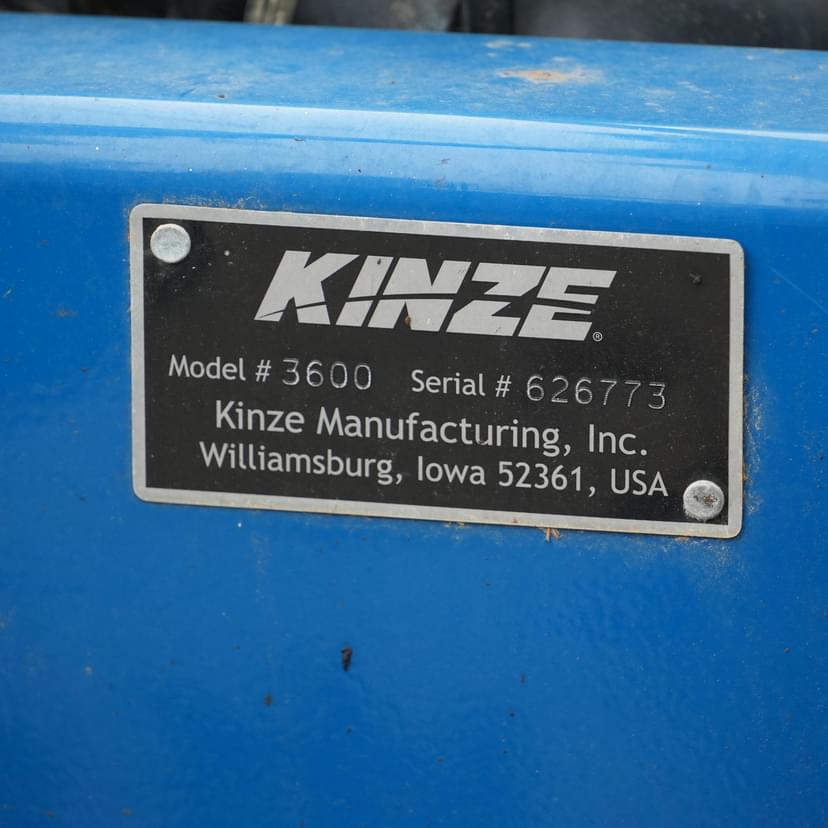 KINZE®
Model # 3600 Serial # 626773
Kinze Manufacturing, Inc.
Williamsburg, Iowa 52361, USA